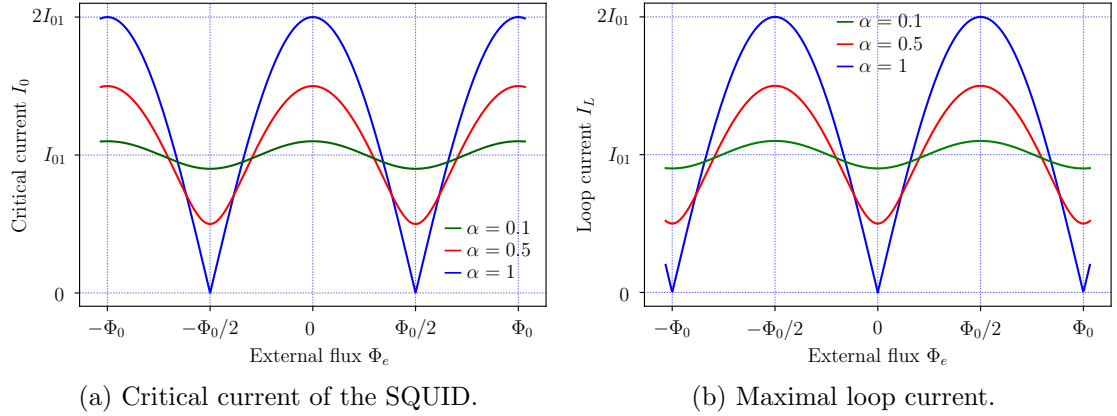 2I₀₁
I₀₁
0
Critical current I₀
α = 0.1
α = 0.5
α = 1
−Φ₀
−Φ₀/2
0
Φ₀/2
Φ₀
External flux Φₑ
(a) Critical current of the SQUID.
2I₀₁
I₀₁
0
Loop current I_L
α = 0.1
α = 0.5
α = 1
−Φ₀
−Φ₀/2
0
Φ₀/2
Φ₀
External flux Φₑ
(b) Maximal loop current.